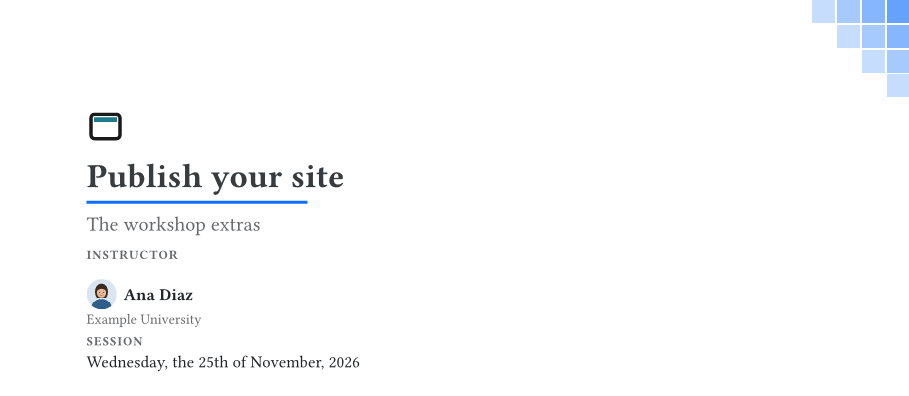 Publish your site
The workshop extras
INSTRUCTOR
Ana Diaz
Example University
SESSION
Wednesday, the 25th of November, 2026